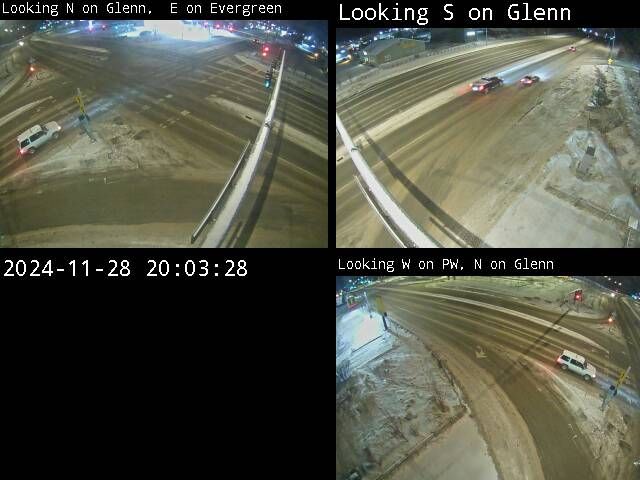 Looking N on Glenn, E on Evergreen
Looking S on Glenn
2024-11-28 20:03:28
Looking W on PW, N on Glenn